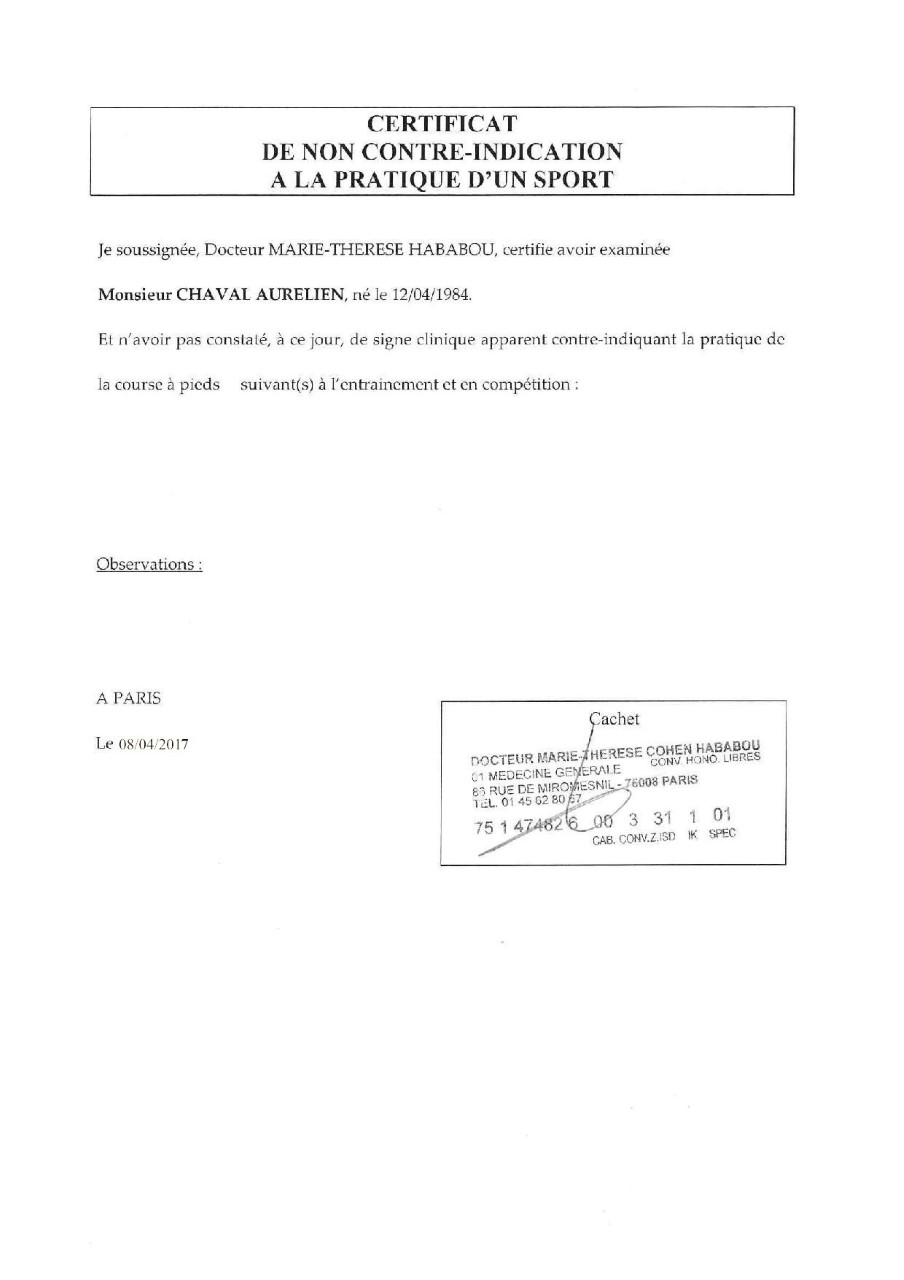 CERTIFICAT
DE NON CONTRE-INDICATION
A LA PRATIQUE D'UN SPORT
Je soussignée, Docteur MARIE-THERESE HABABOU, certifie avoir examinée
Monsieur CHAVAL AURELIEN, né le 12/04/1984.
Et n'avoir pas constaté, à ce jour, de signe clinique apparent contre-indiquant la pratique de
la course à pieds suivant(s) à l'entrainement et en compétition :
Observations :
A PARIS
Le 08/04/2017
Cachet
DOCTEUR MARIE-THERESE COHEN HABABOU
CONV. HONO. LIBRES
01 MEDECINE GENERALE
RUE DE MIROMESNIL - 75008 PARIS
TEL. 01 45 62 80 67
75 1 474826 00 3 31 1 01
CAB. CONV. Z.ISD IK SPEC